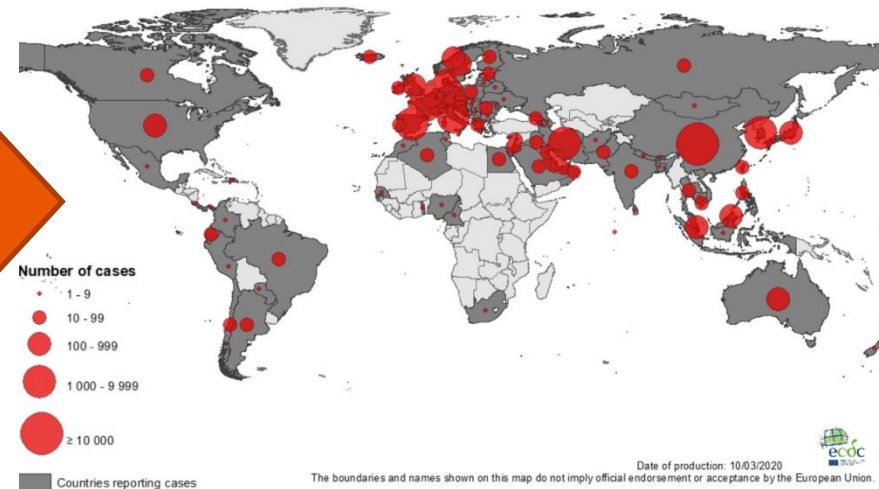 Number of cases
1 - 9
10 - 99
100 - 999
1 000 - 9 999
≥ 10 000
Countries reporting cases
ecdc
Date of production: 10/03/2020
The boundaries and names shown on this map do not imply official endorsement or acceptance by the European Union.